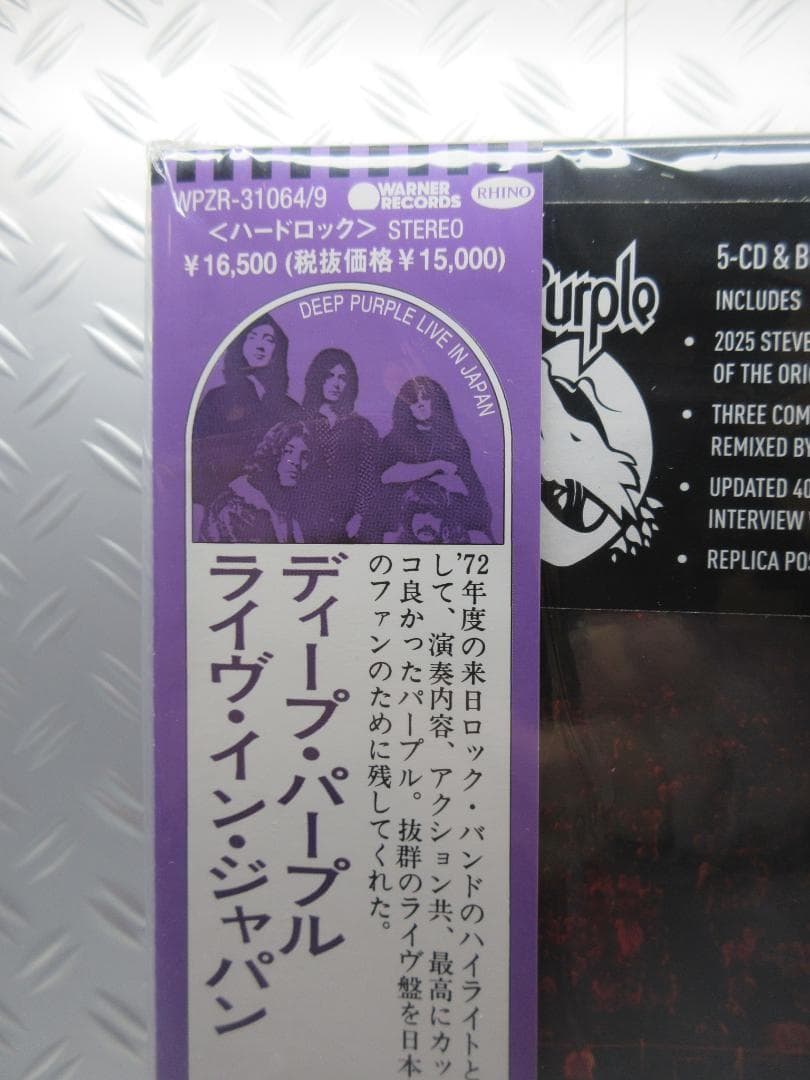 WPZR-31064/9
WARNER
RECORDS
RHINO
<ハードロック> STEREO
¥16,500 (税抜価格¥15,000)
DEEP PURPLE LIVE IN JAPAN
ディープ・パープル
ライヴ・イン・ジャパン
'72年度の来日ロック・バンドのハイライトと
して、演奏内容、アクション共、最高にカッ
コ良かったパープル。抜群のライヴ盤を日本
のファンのために残してくれた。
urple
5-CD & B
INCLUDES
• 2025 STEVE
OF THE ORIG
• THREE COM
REMIXED BY
• UPDATED 40
INTERVIEW
• REPLICA POS